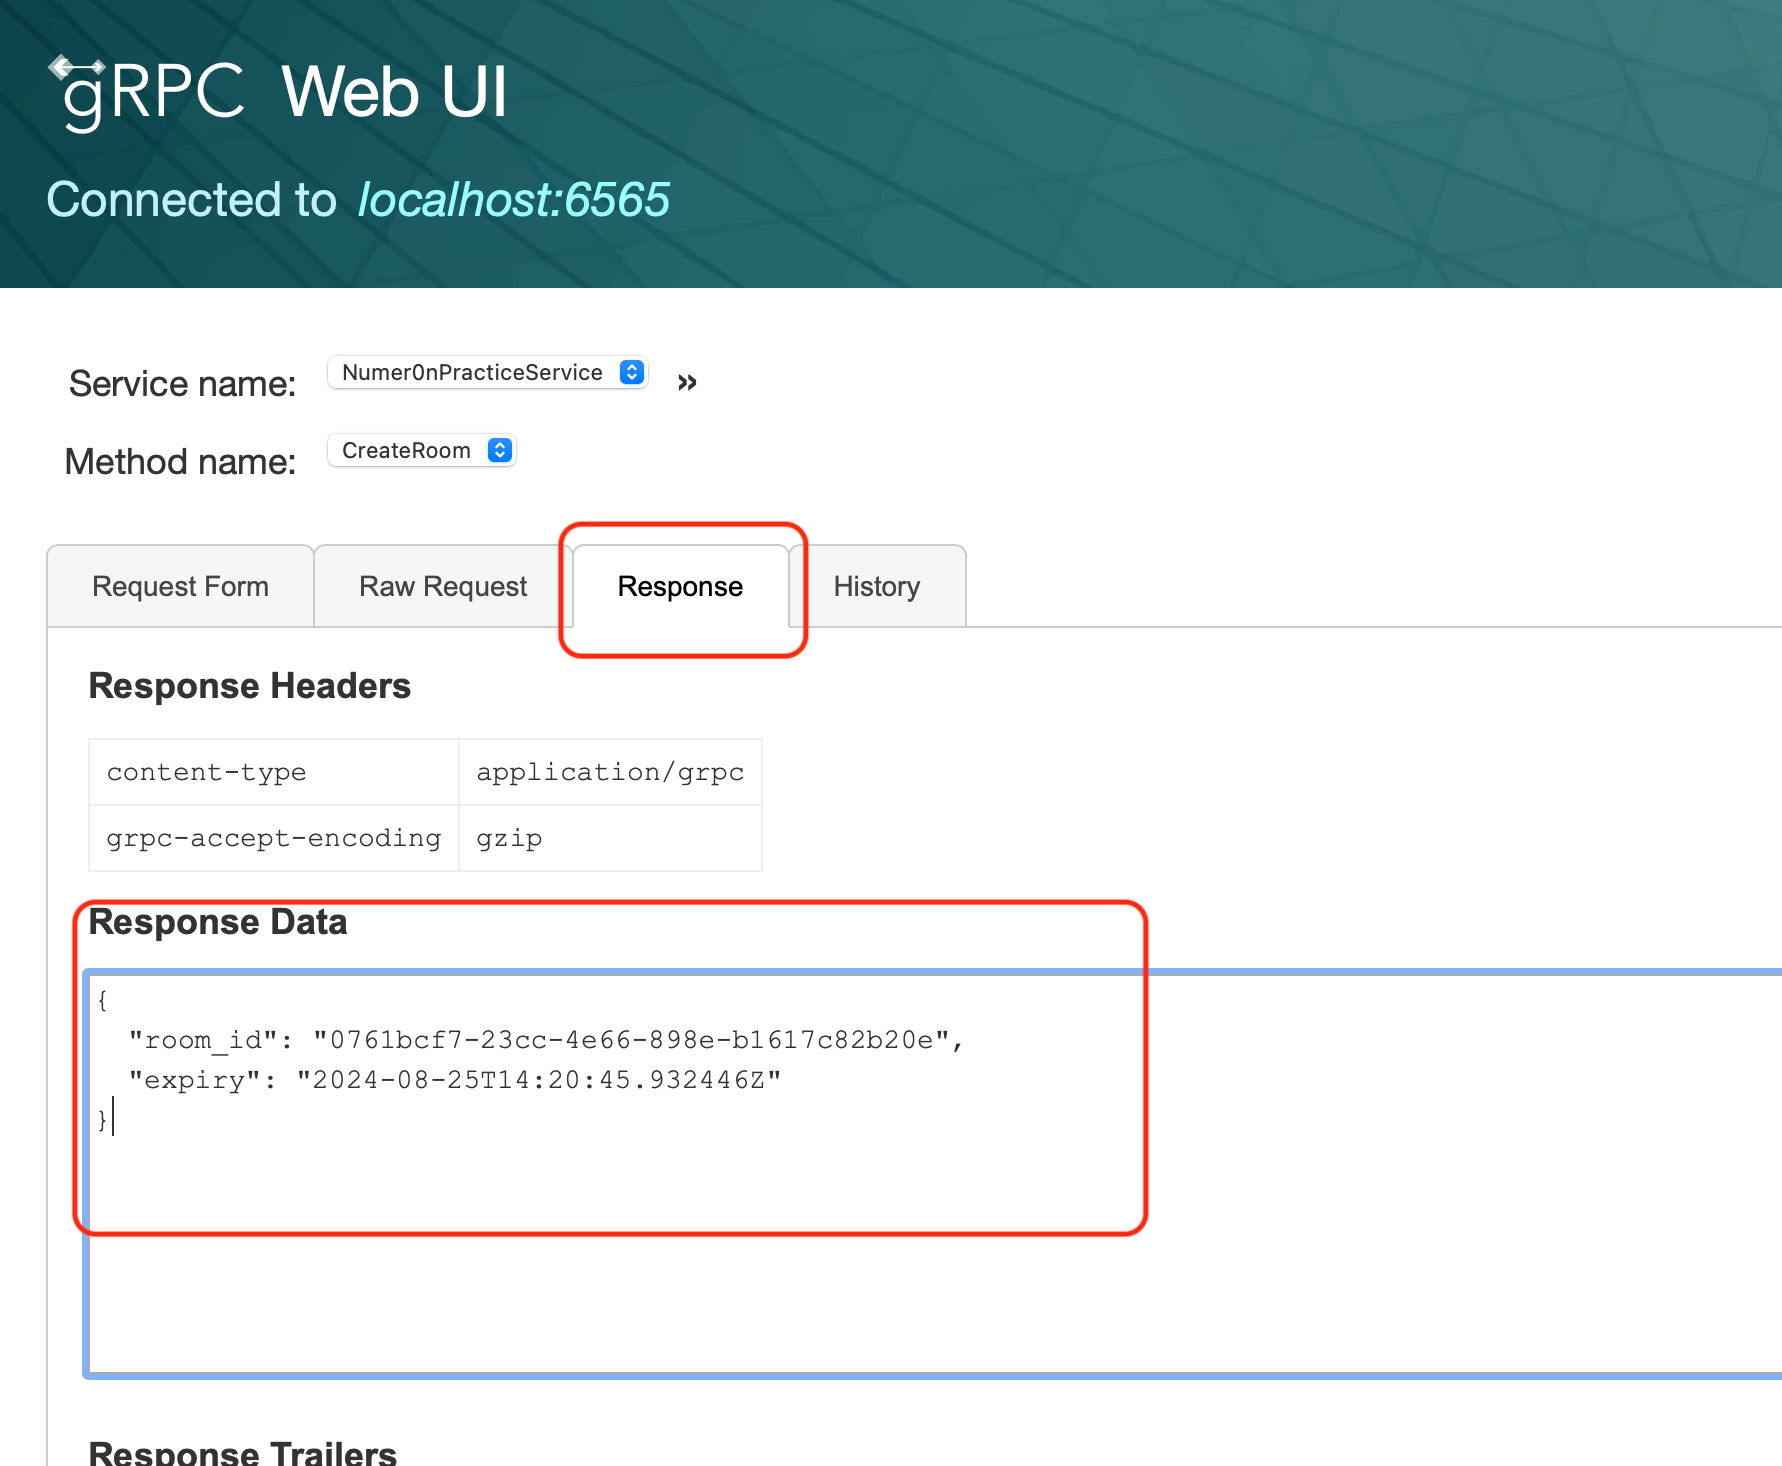 gRPC Web UI
Connected to localhost:6565
Service name: Numer0nPracticeService »
Method name: CreateRoom
Request Form Raw Request Response History
Response Headers
content-type application/grpc
grpc-accept-encoding gzip
Response Data
{
"room_id": "0761bcf7-23cc-4e66-898e-b1617c82b20e",
"expiry": "2024-08-25T14:20:45.932446Z"
}
Response Trailers